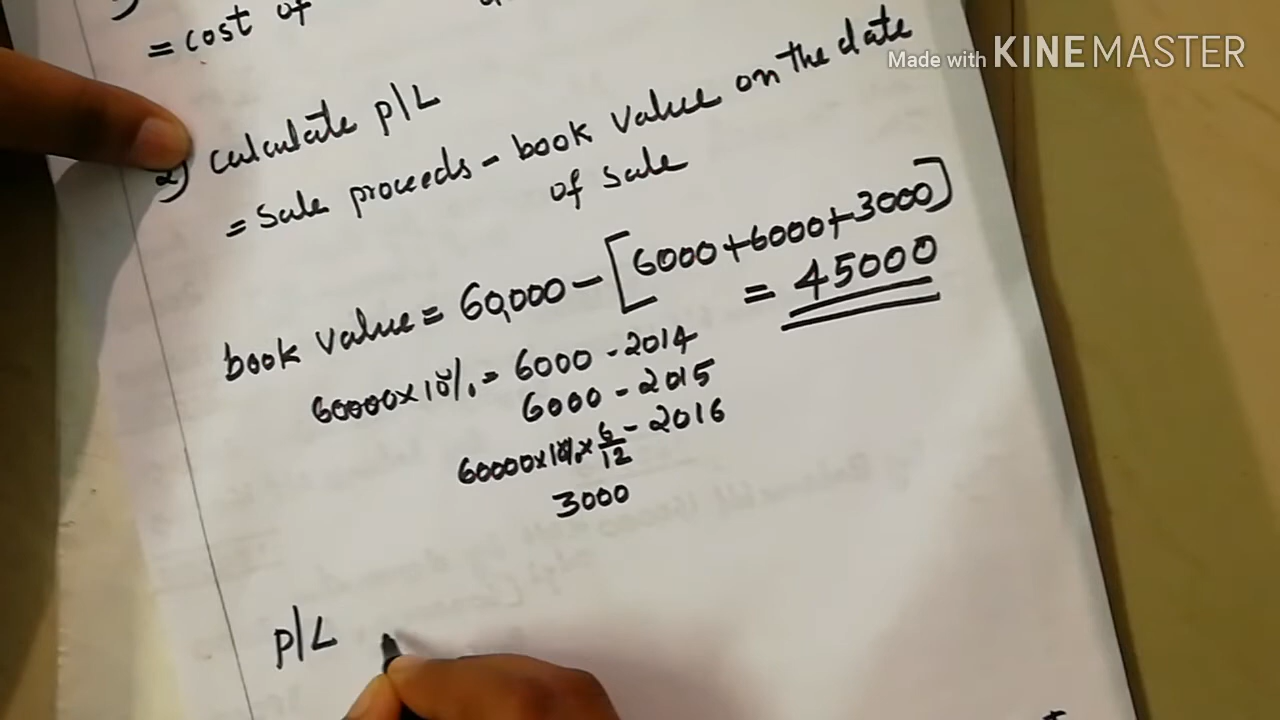 = cost of
Made with KINEMASTER
2) Calculate P/L
= Sale proceeds - book value on the date
of sale
book value = 60,000 - [6000+6000+3000]
= 45000
60000x10% = 6000 - 2014
6000 - 2015
60000x10%x 6/12 - 2016
3000
P/L